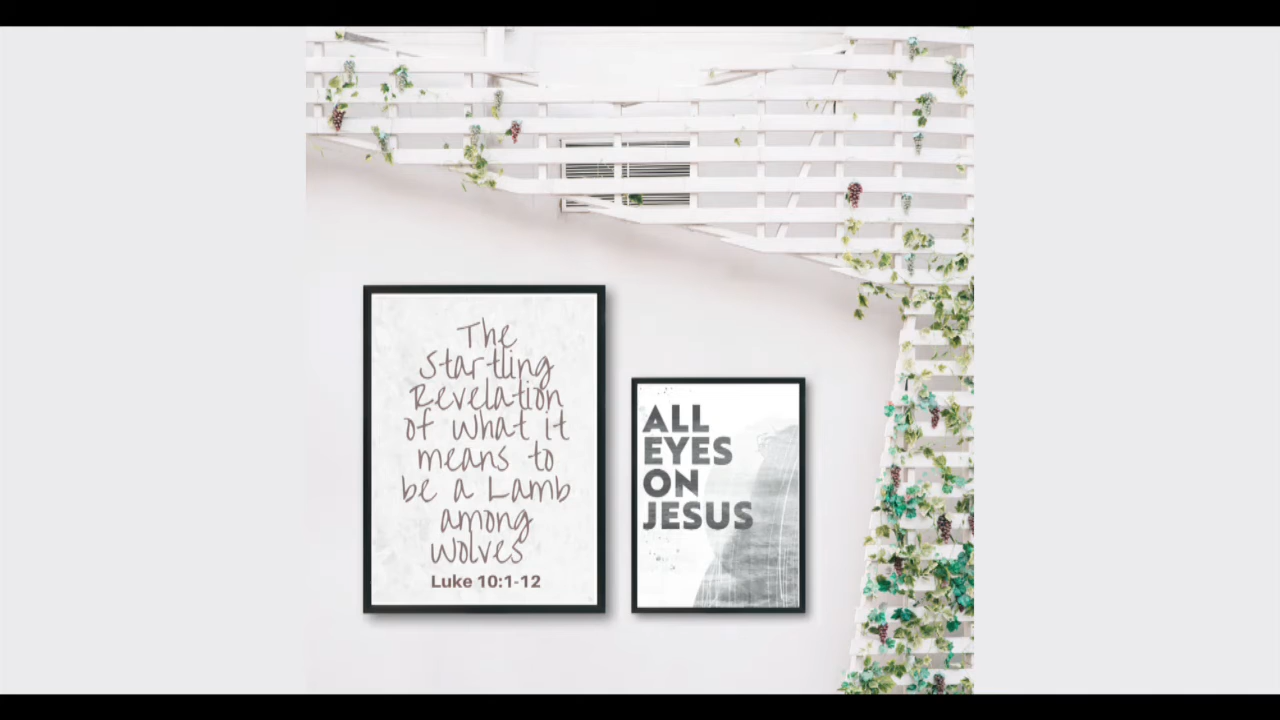 The
Startling
Revelation
of what it
means to
be a Lamb
among
wolves
Luke 10:1-12
ALL
EYES
ON
JESUS